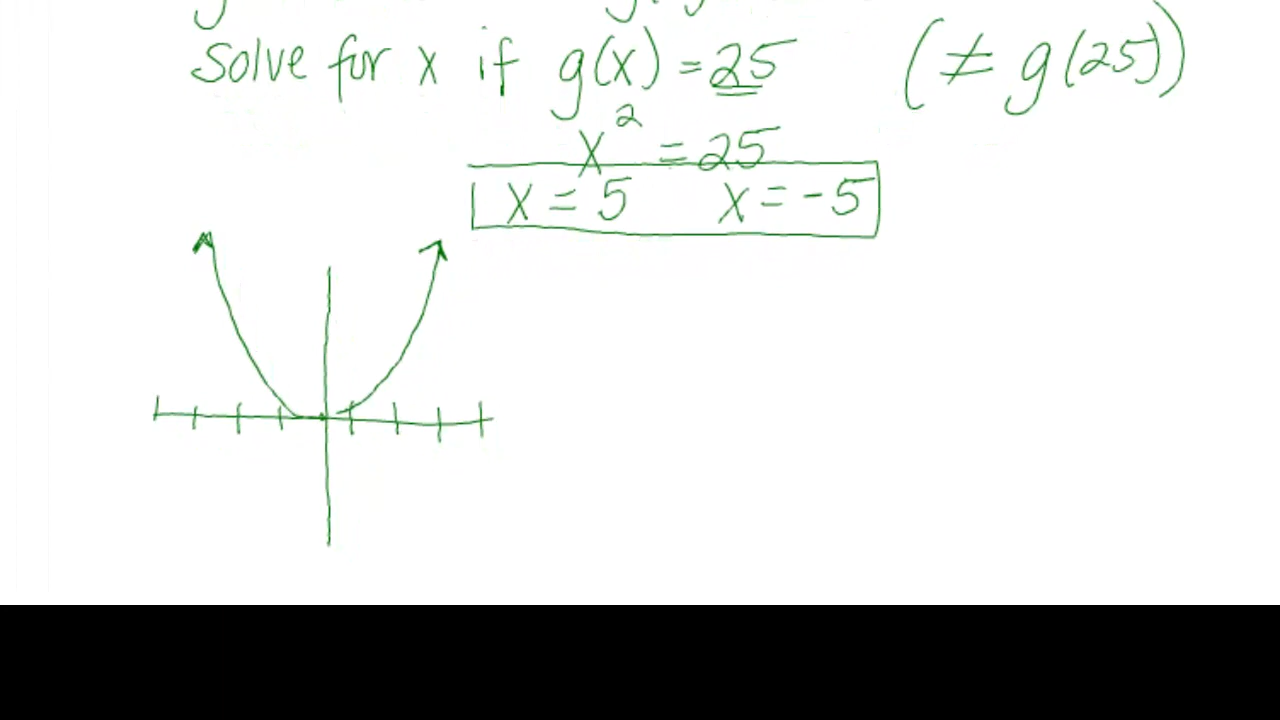 Solve for x if g(x) = 25 (≠ g(25))
x² = 25
x = 5 x = -5